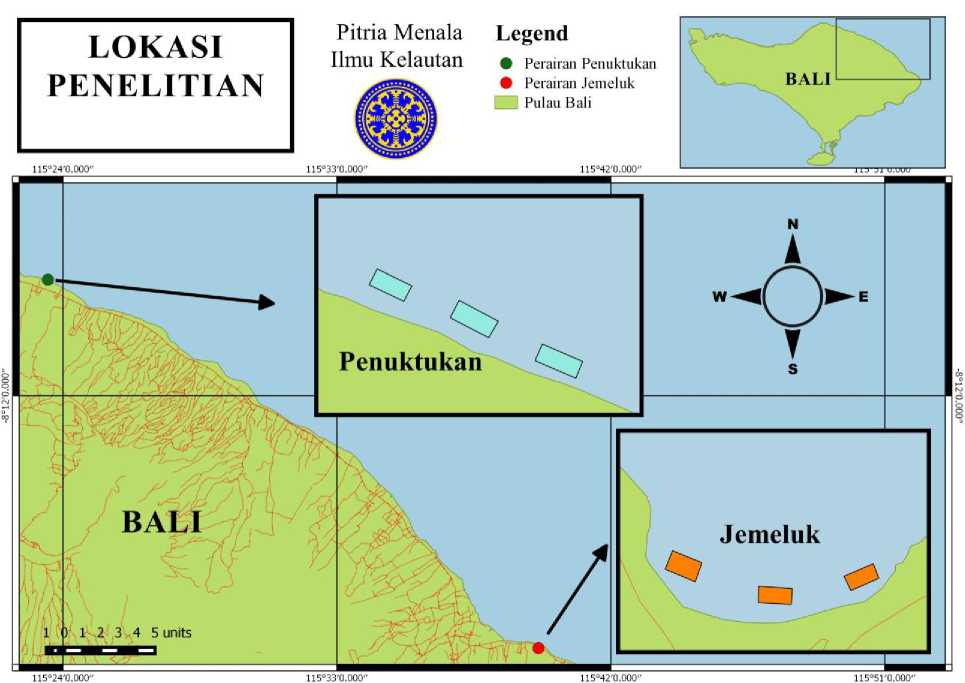 LOKASI
PENELITIAN
Pitria Menala
Ilmu Kelautan
Legend
Perairan Penuktukan
Perairan Jemeluk
Pulau Bali
BALI
115°24'0.000"
115°33'0.000"
115°42'0.000"
115°51'0.000"
N
W
E
S
Penuktukan
-8°12'0.000"
-8°12'0.000"
BALI
Jemeluk
1 0 1 2 3 4 5 units
115°24'0.000"
115°33'0.000"
115°42'0.000"
115°51'0.000"